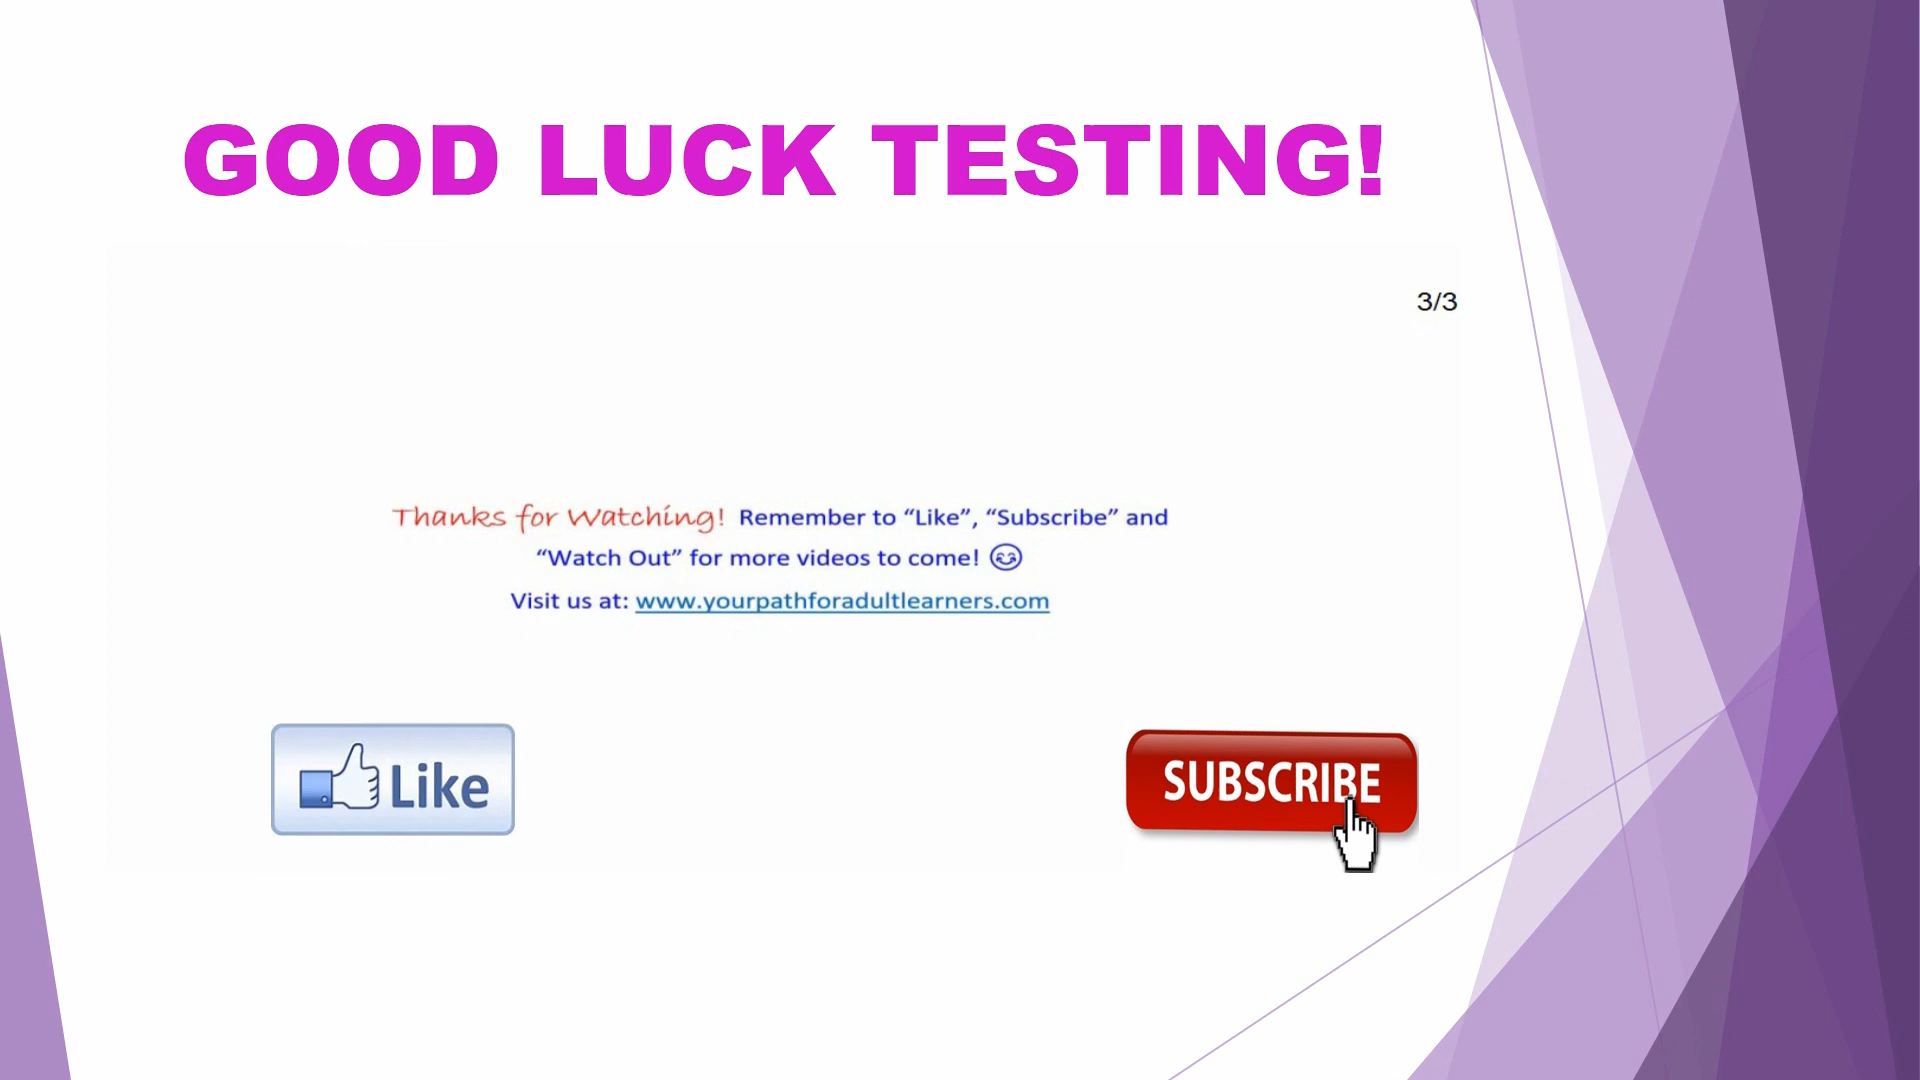 GOOD LUCK TESTING!
3/3
Thanks for Watching! Remember to “Like”, “Subscribe” and
“Watch Out” for more videos to come! 😊
Visit us at: www.yourpathforadultlearners.com
Like
SUBSCRIBE